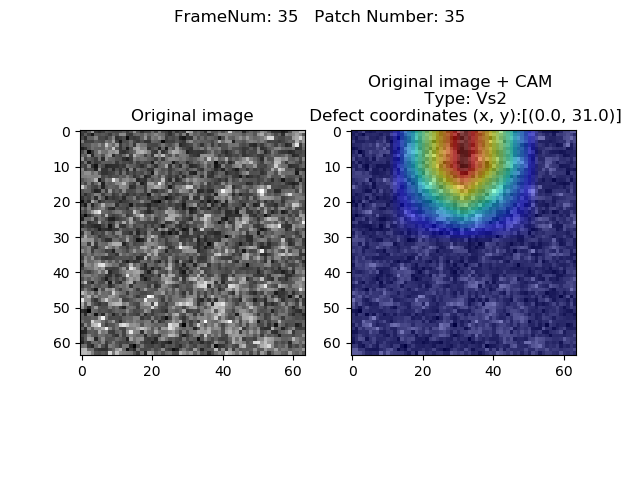 FrameNum: 35   Patch Number: 35
Original image
Original image + CAM
Type: Vs2
Defect coordinates (x, y):[(0.0, 31.0)]
0
10
20
30
40
50
60
0 20 40 60
0
10
20
30
40
50
60
0 20 40 60